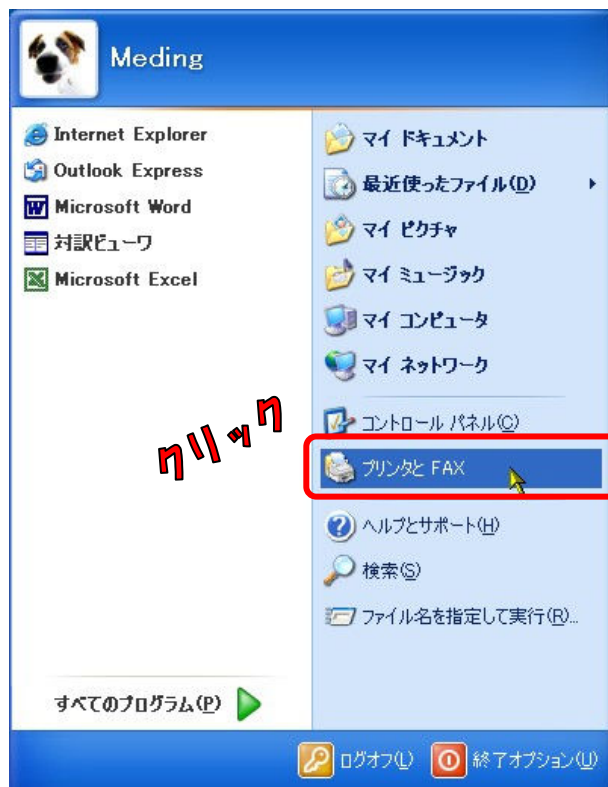 Meding
Internet Explorer
Outlook Express
Microsoft Word
対訳ビューワ
Microsoft Excel
マイ ドキュメント
最近使ったファイル(D)
マイ ピクチャ
マイ ミュージック
マイ コンピュータ
マイ ネットワーク
コントロール パネル(C)
クリック
プリンタと FAX
ヘルプとサポート(H)
検索(S)
ファイル名を指定して実行(R)...
すべてのプログラム(P)
ログオフ(L)
終了オプション(U)